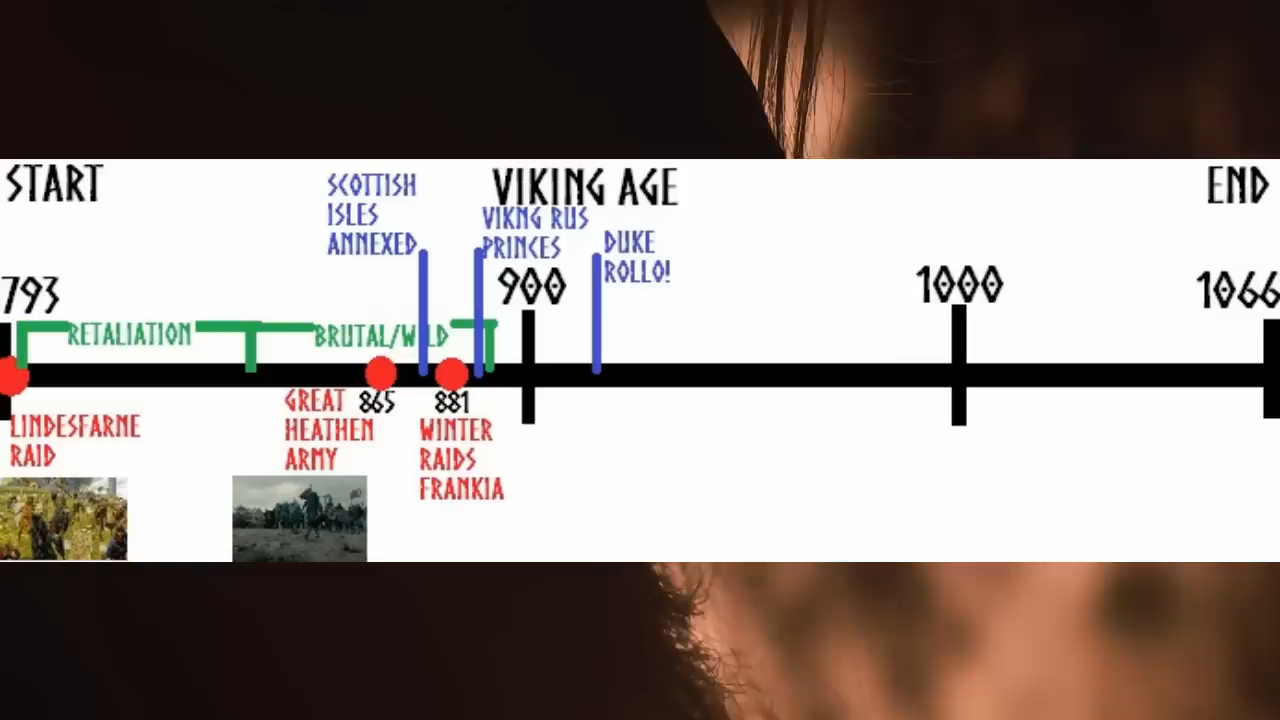 START
VIKING AGE
END
SCOTTISH
ISLES
ANNEXED
VIKNG RUS
PRINCES
DUKE
ROLLO!
793
900
1000
1066
RETALIATION
BRUTAL/WILD
865
881
LINDESFARNE
RAID
GREAT
HEATHEN
ARMY
WINTER
RAIDS
FRANKIA